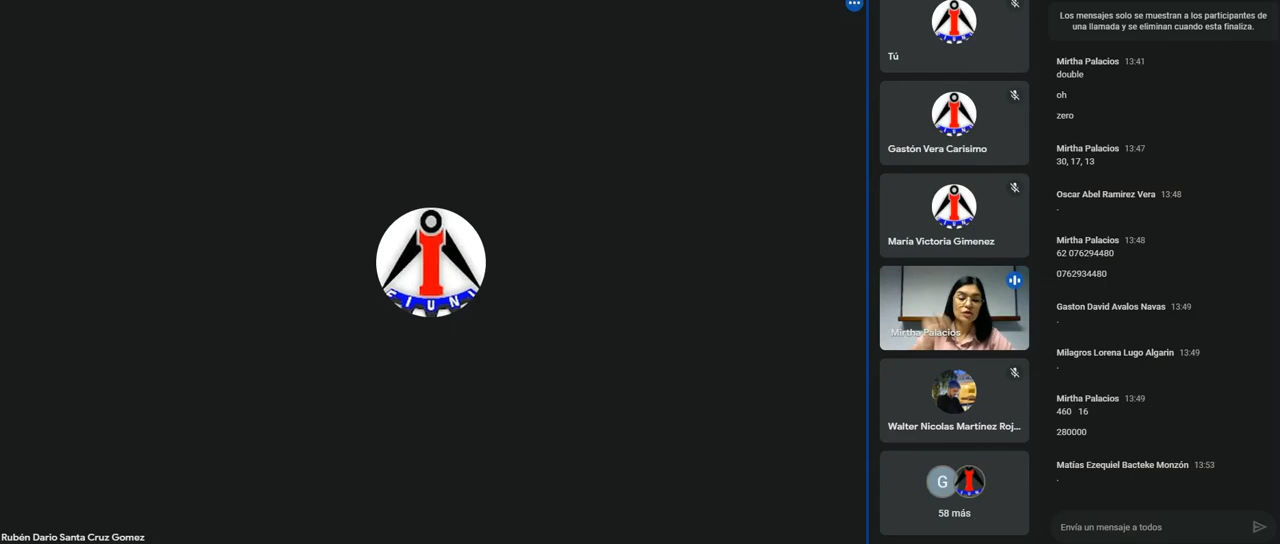 Los mensajes solo se muestran a los participantes de
una llamada y se eliminan cuando esta finaliza.
Tú
Gastón Vera Carisimo
María Victoria Gimenez
Mirtha Palacios
Walter Nicolas Martínez Roj...
G
58 más
Mirtha Palacios 13:41
double
oh
zero
Mirtha Palacios 13:47
30, 17, 13
Oscar Abel Ramirez Vera 13:48
.
Mirtha Palacios 13:48
62 076294480
0762934480
Gaston David Avalos Navas 13:49
.
Milagros Lorena Lugo Algarin 13:49
.
Mirtha Palacios 13:49
460 16
280000
Matías Ezequiel Bacteke Monzón 13:53
.
Envía un mensaje a todos
Rubén Dario Santa Cruz Gomez